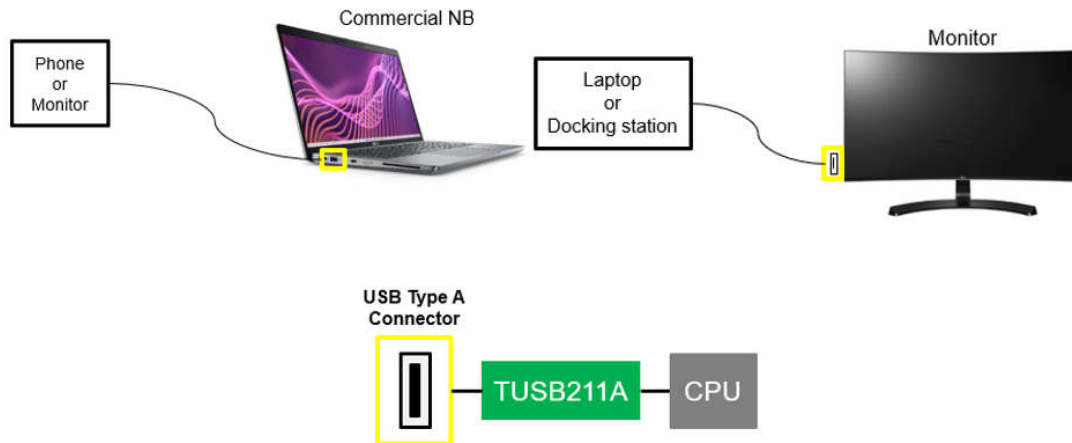 Commercial NB
Phone
or
Monitor
Laptop
or
Docking station
Monitor
USB Type A
Connector
TUSB211A
CPU